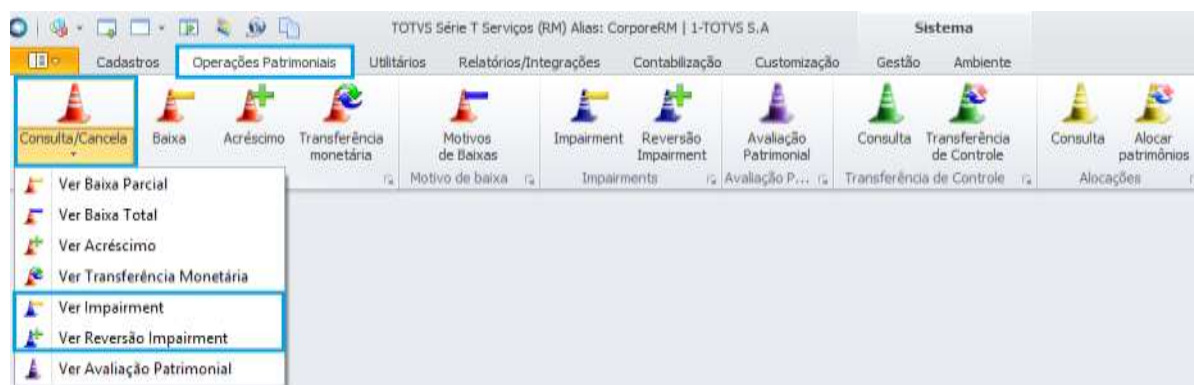 TOTVS Série T Serviços (RM) Alias: CorporeRM | 1-TOTVS S.A Sistema
Cadastros Operações Patrimoniais Utilitários Relatórios/Integrações Contabilização Customização Gestão Ambiente
Consulta/Cancela Baixa Acréscimo Transferência monetária Motivos de Baixas Impairment Reversão Impairment Avaliação Patrimonial Consulta Transferência de Controle Consulta Alocar patrimônios
Motivo de baixa Impairments Avaliação P... Transferência de Controle Alocações
Ver Baixa Parcial
Ver Baixa Total
Ver Acréscimo
Ver Transferência Monetária
Ver Impairment
Ver Reversão Impairment
Ver Avaliação Patrimonial